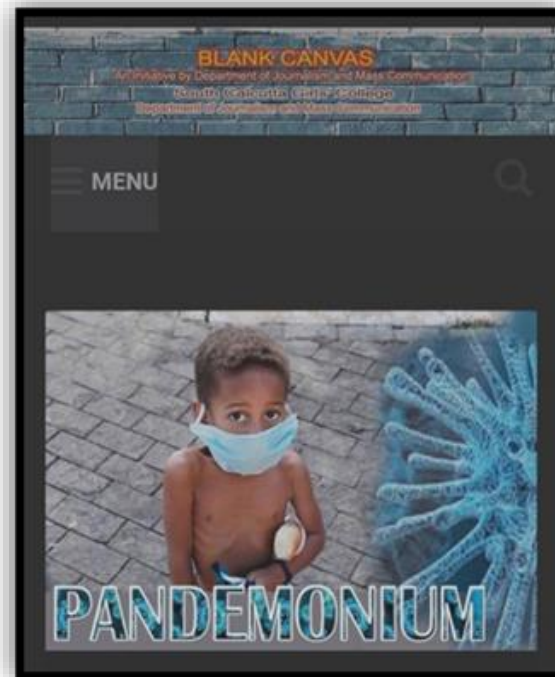 BLANK CANVAS
An Initiative by Department of Journalism and Mass Communication
South Calcutta Girls' College
Department of Journalism and Mass Communication
MENU
PANDEMONIUM